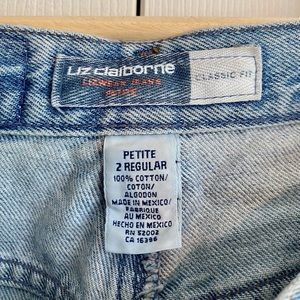 Liz claiborne
LIZWEAR JEANS
PETITE
CLASSIC FIT
PETITE
2 REGULAR
100% COTTON/
COTON/
ALGODON
MADE IN MEXICO/
FABRIQUE
AU MEXICO/
HECHO EN MEXICO
RN 52002
CA 16386